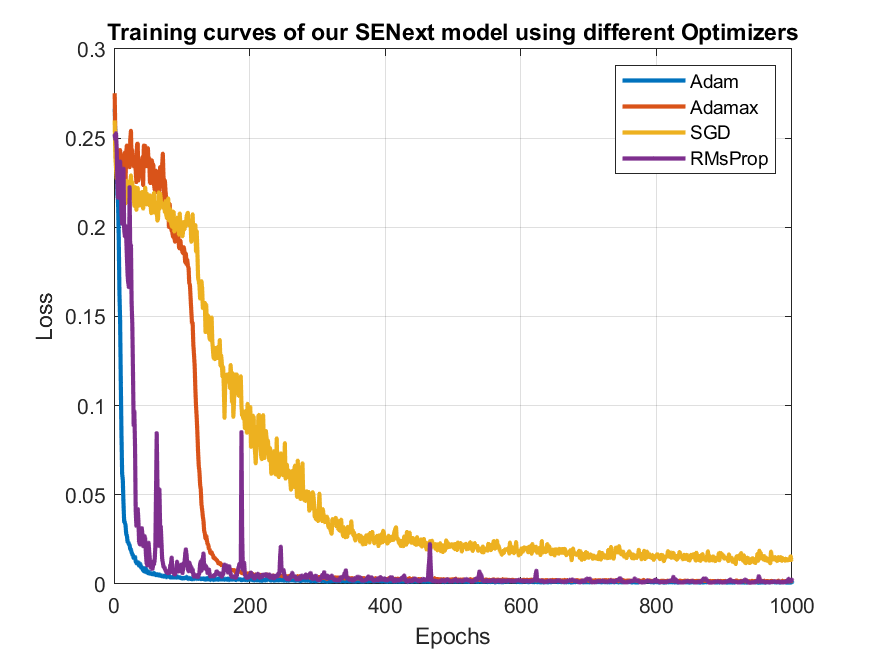 Training curves of our SENext model using different Optimizers
0.3
0.25
0.2
0.15
0.1
0.05
0
Loss
Adam
Adamax
SGD
RMsProp
0 200 400 600 800 1000
Epochs